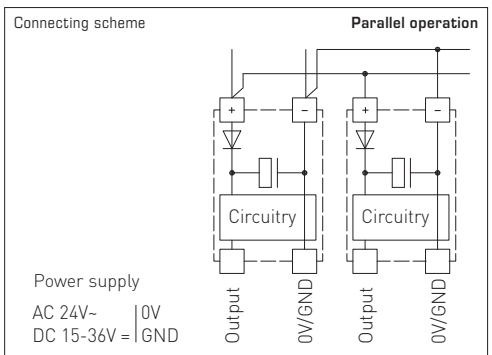 Connecting scheme
Parallel operation
+
−
+
−
Circuitry
Circuitry
Output
0V/GND
Output
0V/GND
Power supply
AC 24V~ |0V
DC 15-36V = |GND